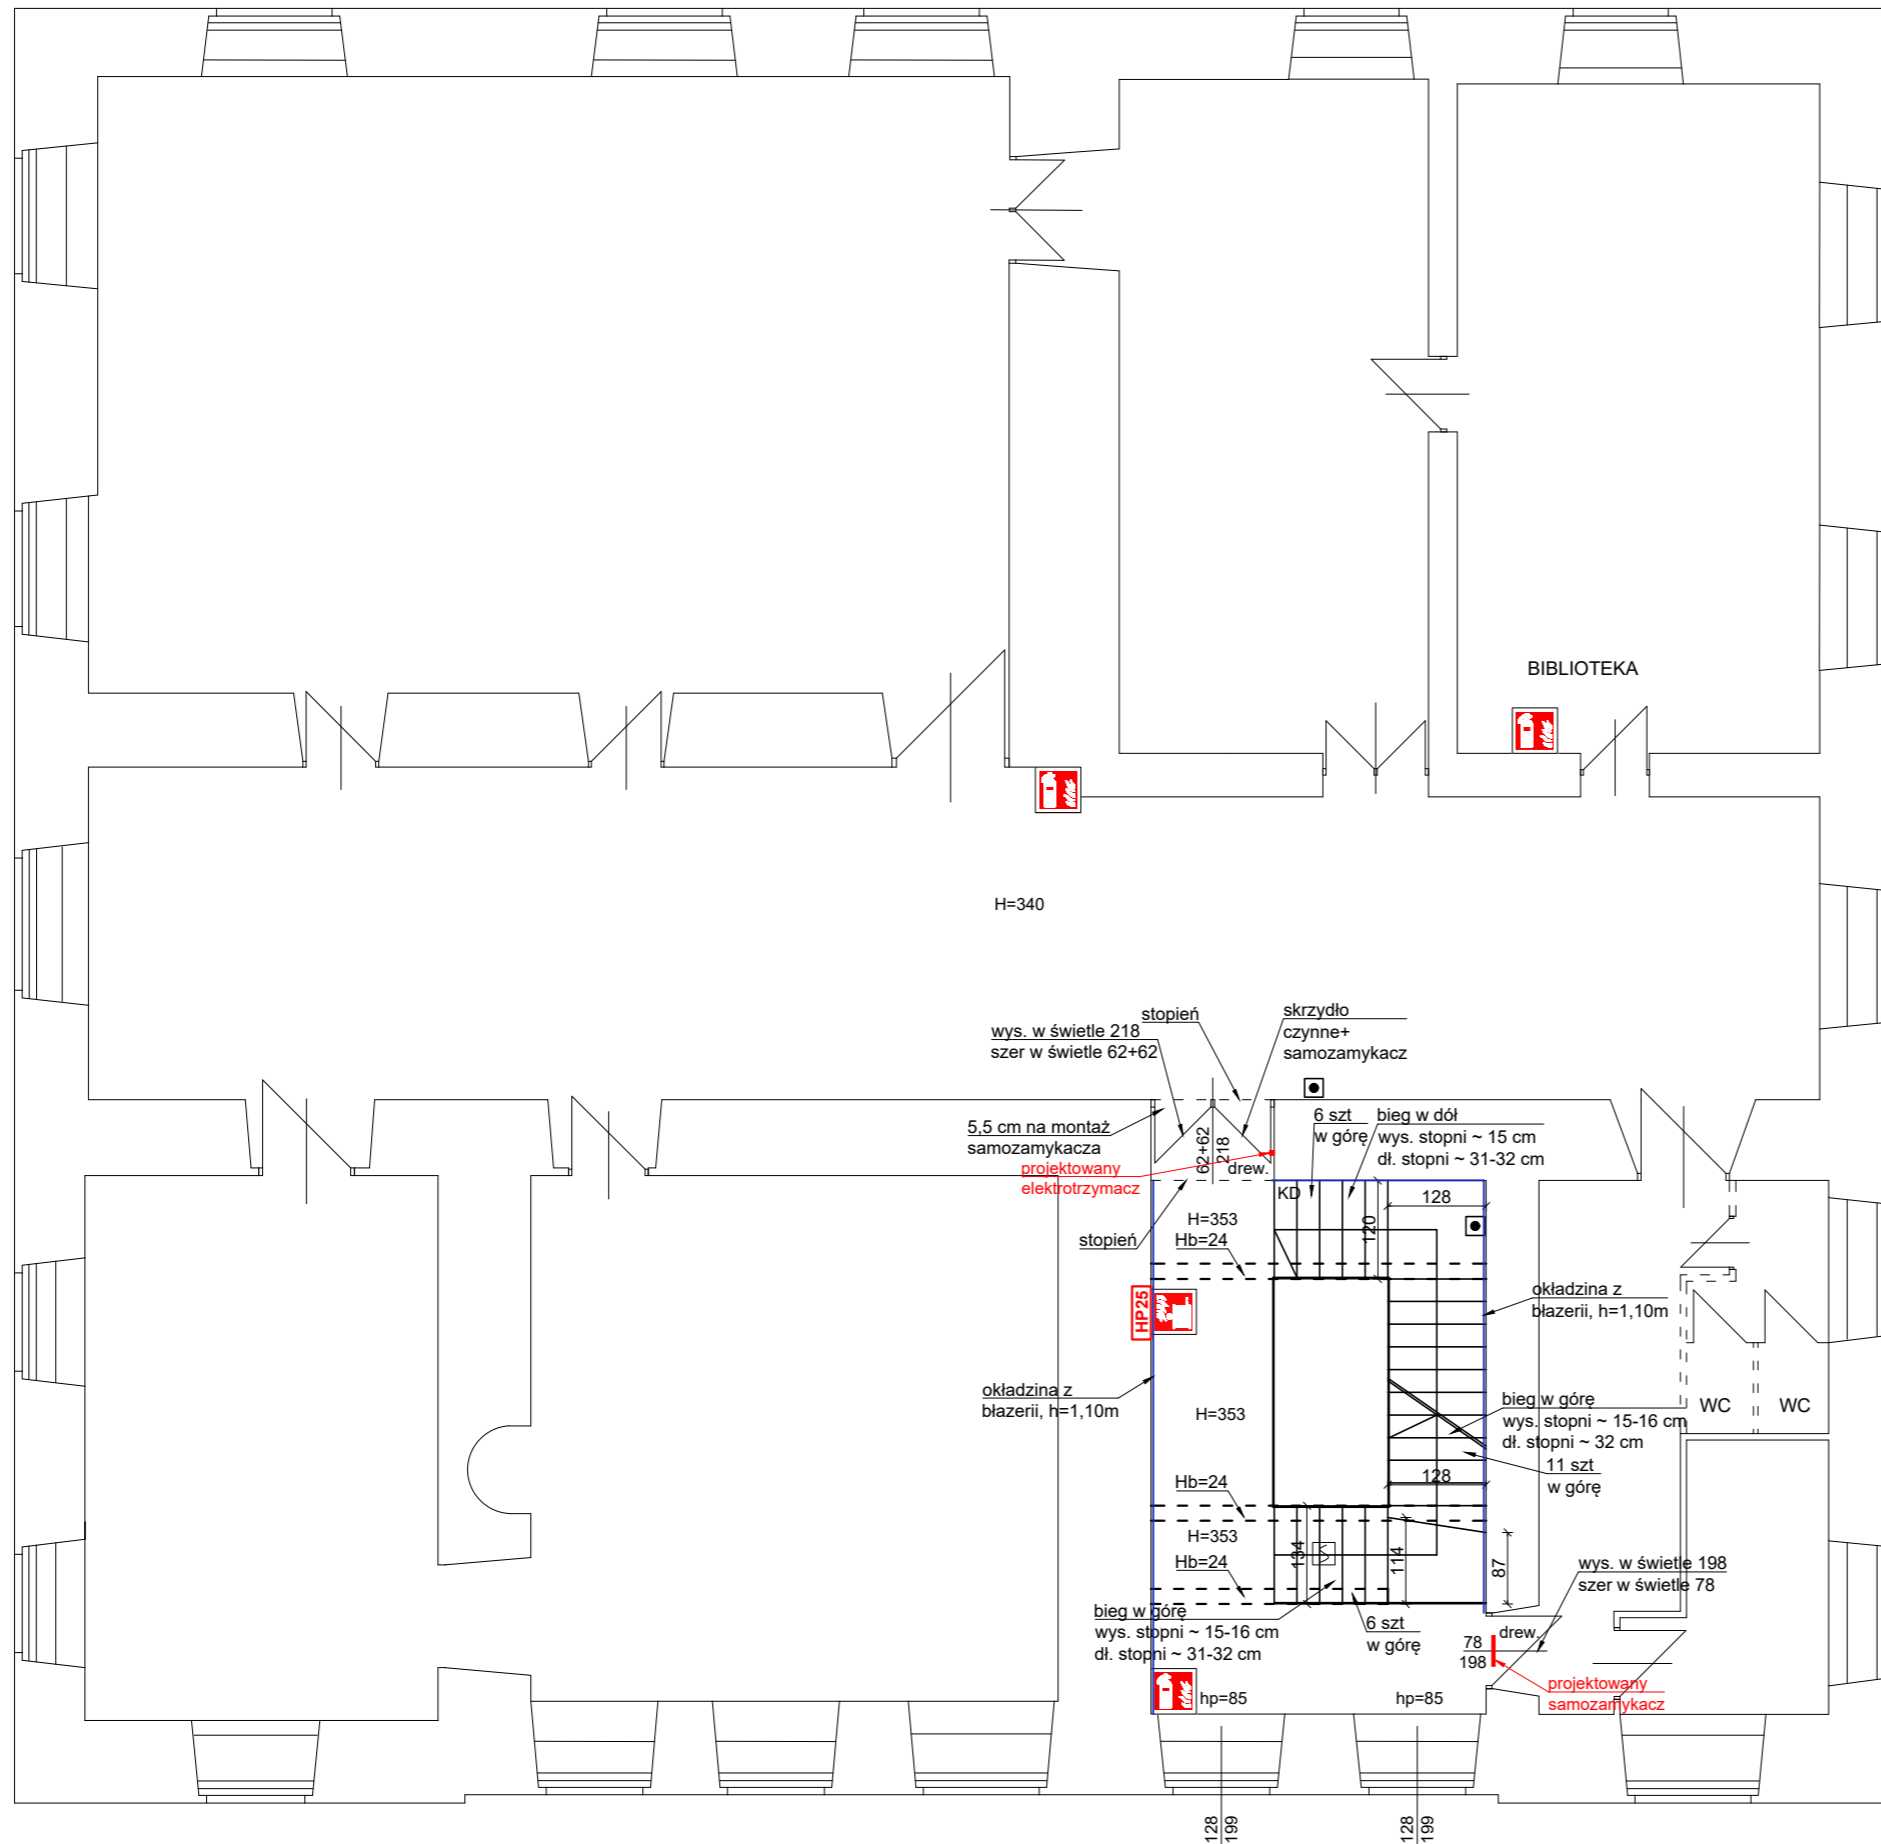 BIBLIOTEKA
H=340
stopień
wys. w świetle 218
szer w świetle 62+62
skrzydło
czynne+
samozamykacz
5,5 cm na montaż
samozamykacza
projektowany
elektrotrzymacz
62+62
218
drew.
6 szt
w górę
bieg w dół
wys. stopni ~ 15 cm
dł. stopni ~ 31-32 cm
KD
128
120
H=353
Hb=24
stopień
HP25
okładzina z
błazerii, h=1,10m
okładzina z
błazerii, h=1,10m
H=353
bieg w górę
wys. stopni ~ 15-16 cm
dł. stopni ~ 32 cm
WC
WC
11 szt
w górę
128
Hb=24
H=353
Hb=24
134
114
87
wys. w świetle 198
szer w świetle 78
bieg w górę
wys. stopni ~ 15-16 cm
dł. stopni ~ 31-32 cm
6 szt
w górę
78
198
drew.
projektowany
samozamykacz
hp=85
hp=85
128
199
128
199